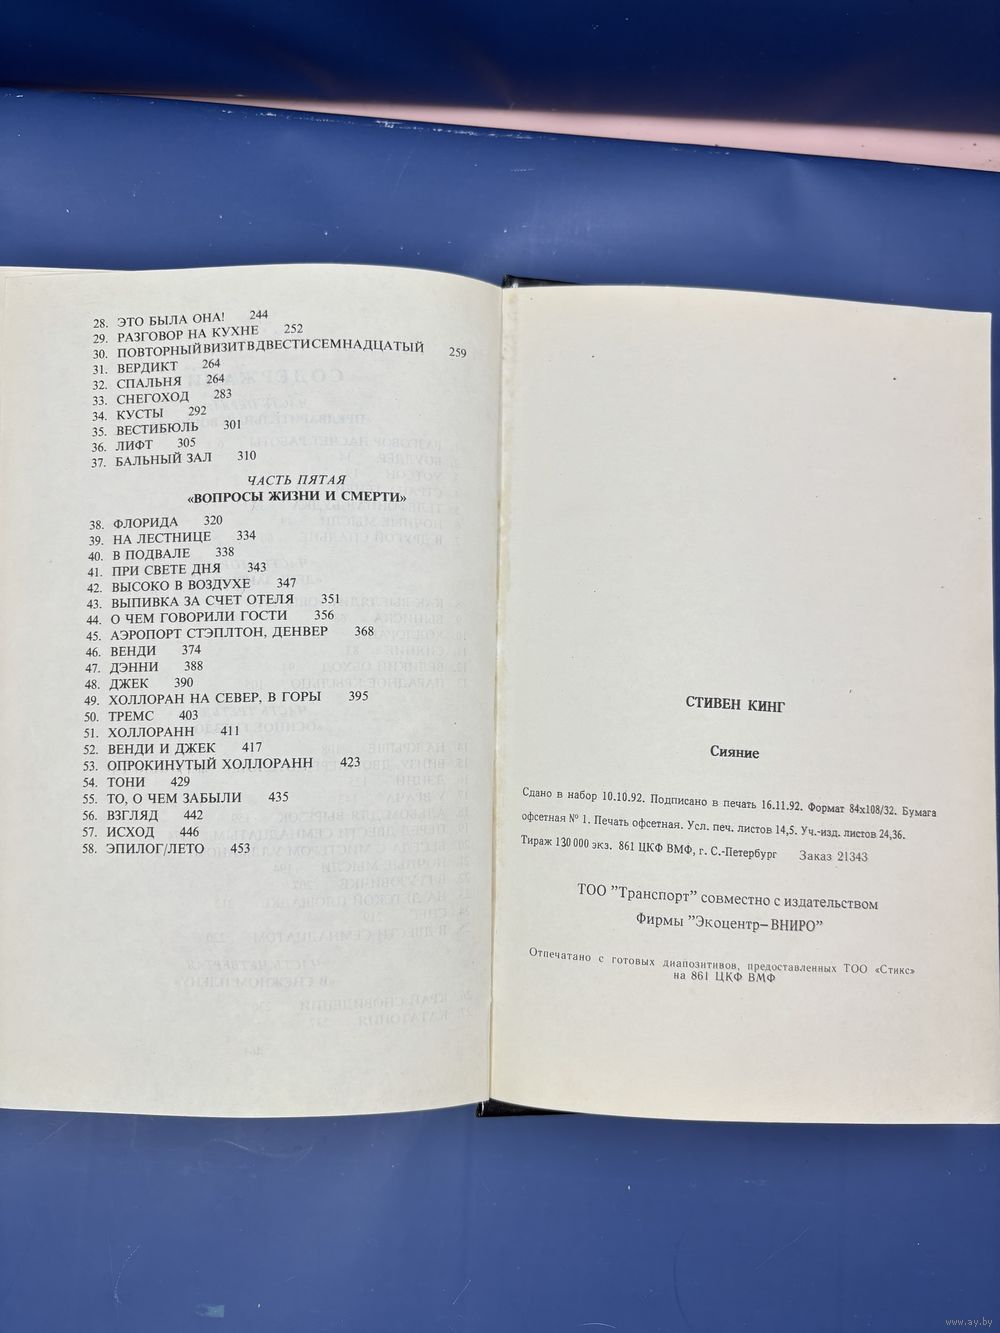 28. ЭТО БЫЛА ОНА! 244
29. РАЗГОВОР НА КУХНЕ 252
30. ПОВТОРНЫЙ ВИЗИТ В ДВЕСТИ СЕМНАДЦАТЫЙ 259
31. ВЕРДИКТ 264
32. СПАЛЬНЯ 264
33. СНЕГОХОД 283
34. КУСТЫ 292
35. ВЕСТИБЮЛЬ 301
36. ЛИФТ 305
37. БАЛЬНЫЙ ЗАЛ 310
ЧАСТЬ ПЯТАЯ
«ВОПРОСЫ ЖИЗНИ И СМЕРТИ»
38. ФЛОРИДА 320
39. НА ЛЕСТНИЦЕ 334
40. В ПОДВАЛЕ 338
41. ПРИ СВЕТЕ ДНЯ 343
42. ВЫСОКО В ВОЗДУХЕ 347
43. ВЫПИВКА ЗА СЧЕТ ОТЕЛЯ 351
44. О ЧЕМ ГОВОРИЛИ ГОСТИ 356
45. АЭРОПОРТ СТЭПЛТОН, ДЕНВЕР 368
46. ВЕНДИ 374
47. ДЭННИ 388
48. ДЖЕК 390
49. ХОЛЛОРАН НА СЕВЕР, В ГОРЫ 395
50. ТРЕМС 403
51. ХОЛЛОРАНН 411
52. ВЕНДИ И ДЖЕК 417
53. ОПРОКИНУТЫЙ ХОЛЛОРАНН 423
54. ТОНИ 429
55. ТО, О ЧЕМ ЗАБЫЛИ 435
56. ВЗГЛЯД 442
57. ИСХОД 446
58. ЭПИЛОГ/ЛЕТО 453
СТИВЕН КИНГ
Сияние
Сдано в набор 10.10.92. Подписано в печать 16.11.92. Формат 84x108/32. Бумага
офсетная № 1. Печать офсетная. Усл. печ. листов 14,5. Уч.-изд. листов 24,36.
Тираж 130 000 экз. 861 ЦКФ ВМФ, г. С.-Петербург Заказ 21343
ТОО "Транспорт" совместно с издательством
Фирмы "Экоцентр–ВНИРО"
Отпечатано с готовых диапозитивов, предоставленных ТОО «Стикс»
на 861 ЦКФ ВМФ
www.ay.by